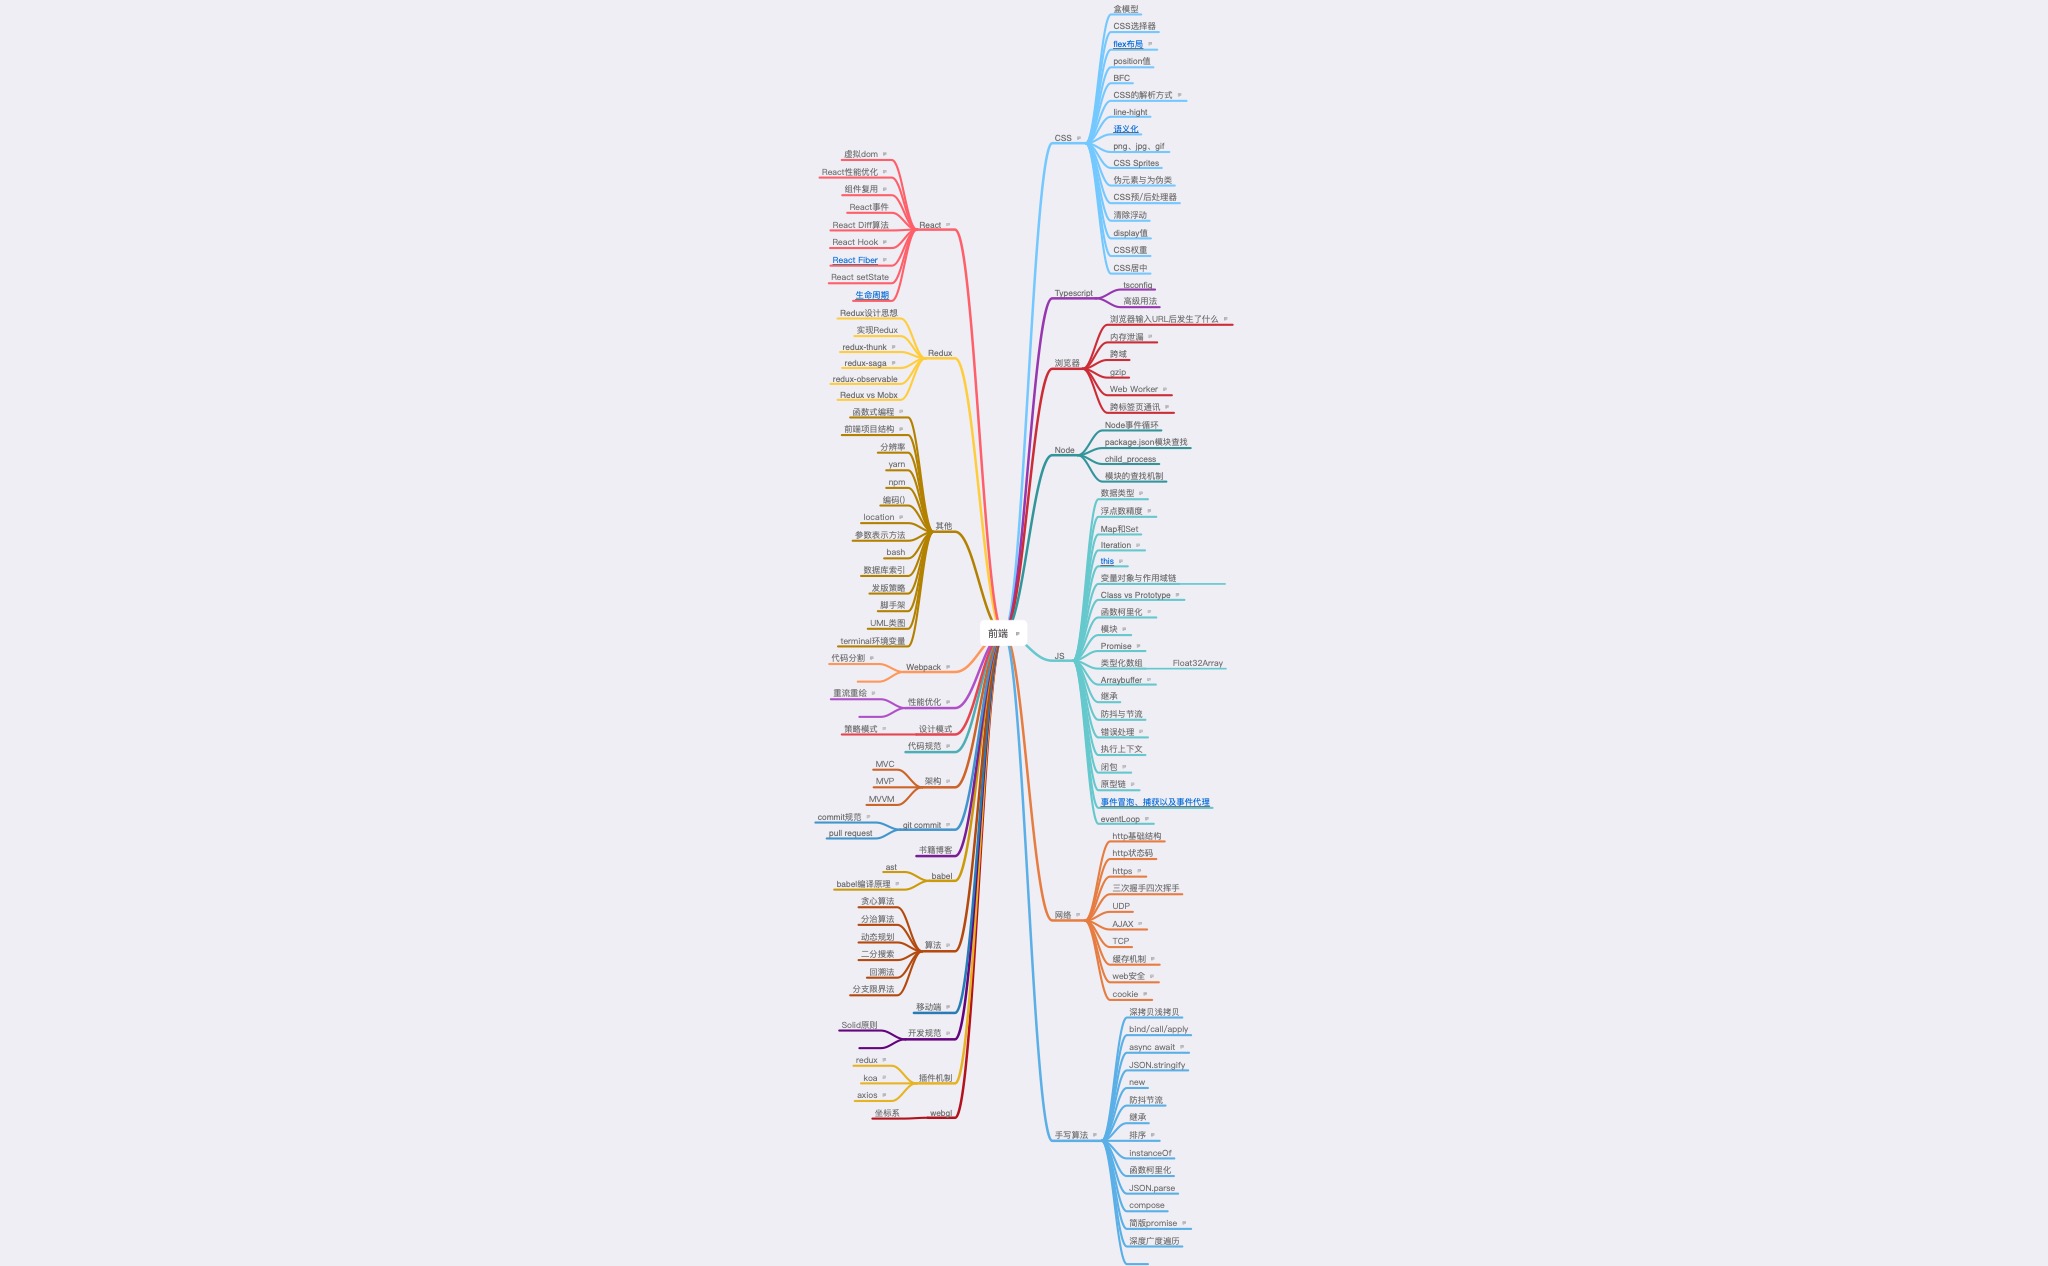 前端
CSS
盒模型
CSS选择器
flex布局
position值
BFC
CSS的解析方式
line-hight
语义化
png、jpg、gif
CSS Sprites
伪元素与为伪类
CSS预/后处理器
清除浮动
display值
CSS权重
CSS居中
Typescript
tsconfig
高级用法
浏览器
浏览器输入URL后发生了什么
内存泄漏
跨域
gzip
Web Worker
跨标签页通讯
Node
Node事件循环
package.json模块查找
child_process
模块的查找机制
JS
数据类型
浮点数精度
Map和Set
Iteration
this
变量对象与作用域链
Class vs Prototype
函数柯里化
模块
Promise
类型化数组
Float32Array
Arraybuffer
继承
防抖与节流
错误处理
执行上下文
闭包
原型链
事件冒泡、捕获以及事件代理
eventLoop
网络
http基础结构
http状态码
https
三次握手四次挥手
UDP
AJAX
TCP
缓存机制
web安全
cookie
手写算法
深拷贝浅拷贝
bind/call/apply
async await
JSON.stringify
new
防抖节流
继承
排序
instanceOf
函数柯里化
JSON.parse
compose
简版promise
深度广度遍历
React
虚拟dom
React性能优化
组件复用
React事件
React Diff算法
React Hook
React Fiber
React setState
生命周期
Redux
Redux设计思想
实现Redux
redux-thunk
redux-saga
redux-observable
Redux vs Mobx
其他
函数式编程
前端项目结构
分辨率
yarn
npm
编码()
location
参数表示方法
bash
数据库索引
发版策略
脚手架
UML类图
terminal环境变量
Webpack
代码分割
性能优化
重流重绘
设计模式
策略模式
代码规范
架构
MVC
MVP
MVVM
git commit
commit规范
pull request
书籍博客
babel
ast
babel编译原理
算法
贪心算法
分治算法
动态规划
二分搜索
回溯法
分支限界法
移动端
开发规范
Solid原则
插件机制
redux
koa
axios
webgl
坐标系